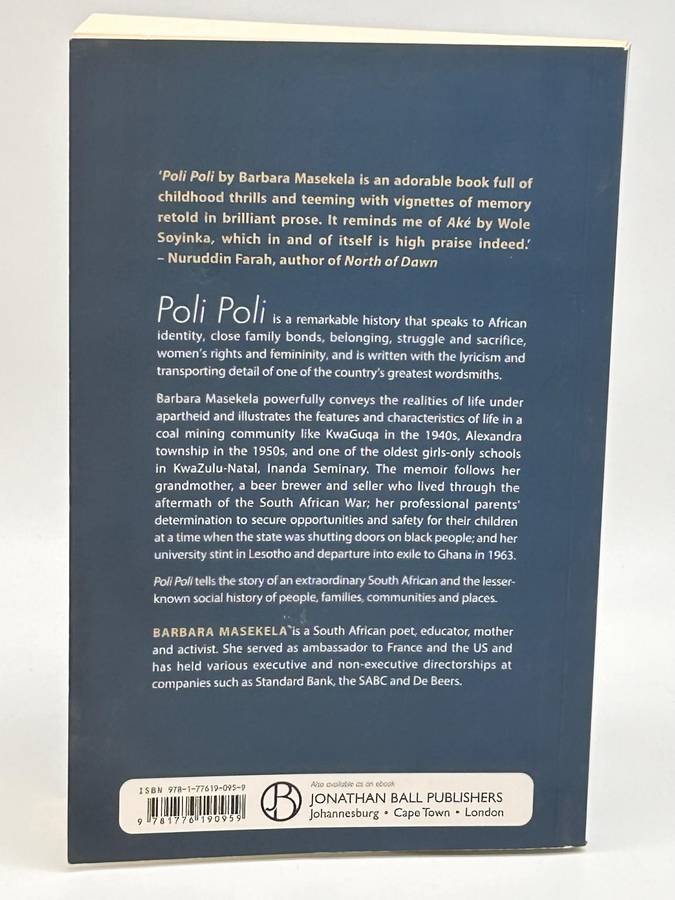 'Poli Poli by Barbara Masekela is an adorable book full of
childhood thrills and teeming with vignettes of memory
retold in brilliant prose. It reminds me of Aké by Wole
Soyinka, which in and of itself is high praise indeed.'
– Nuruddin Farah, author of North of Dawn
Poli Poli is a remarkable history that speaks to African
identity, close family bonds, belonging, struggle and sacrifice,
women's rights and femininity, and is written with the lyricism and
transporting detail of one of the country's greatest wordsmiths.
Barbara Masekela powerfully conveys the realities of life under
apartheid and illustrates the features and characteristics of life in a
coal mining community like KwaGuqa in the 1940s, Alexandra
township in the 1950s, and one of the oldest girls-only schools
in KwaZulu-Natal, Inanda Seminary. The memoir follows her
grandmother, a beer brewer and seller who lived through the
aftermath of the South African War; her professional parents'
determination to secure opportunities and safety for their children
at a time when the state was shutting doors on black people; and her
university stint in Lesotho and departure into exile to Ghana in 1963.
Poli Poli tells the story of an extraordinary South African and the lesser-
known social history of people, families, communities and places.
BARBARA MASEKELA is a South African poet, educator, mother
and activist. She served as ambassador to France and the US and
has held various executive and non-executive directorships at
companies such as Standard Bank, the SABC and De Beers.
ISBN 978-1-77619-095-9
9 781776 190959
Also available as an ebook
JB
JONATHAN BALL PUBLISHERS
Johannesburg • Cape Town • London